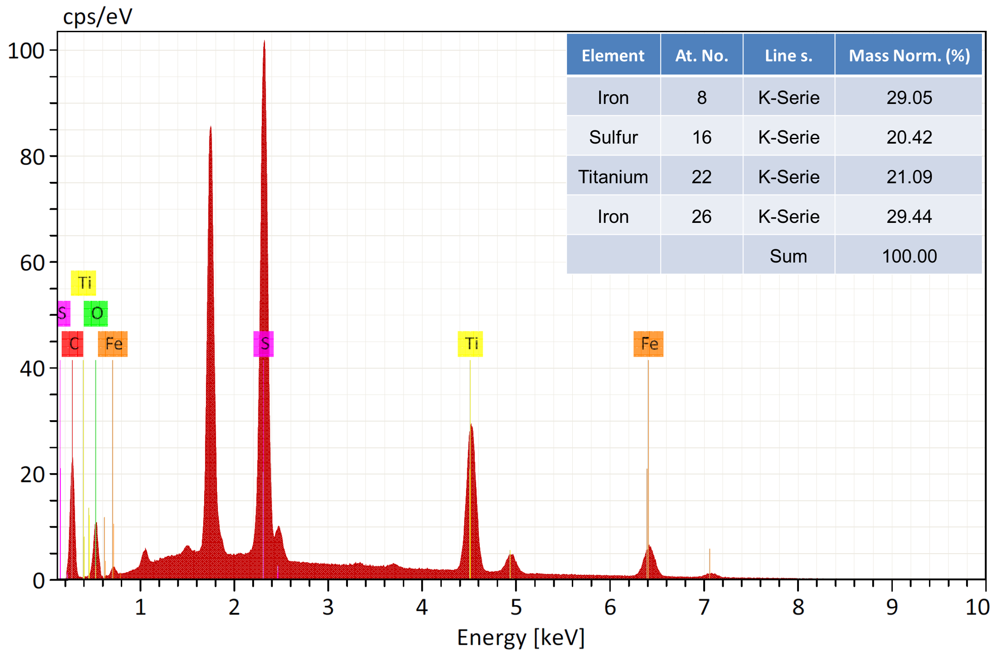 cps/eV
100
80
60
40
20
0
Element At. No. Line s. Mass Norm. (%)
Iron 8 K-Serie 29.05
Sulfur 16 K-Serie 20.42
Titanium 22 K-Serie 21.09
Iron 26 K-Serie 29.44
Sum 100.00
Ti
S O
C Fe S Ti Fe
1 2 3 4 5 6 7 8 9 10
Energy [keV]